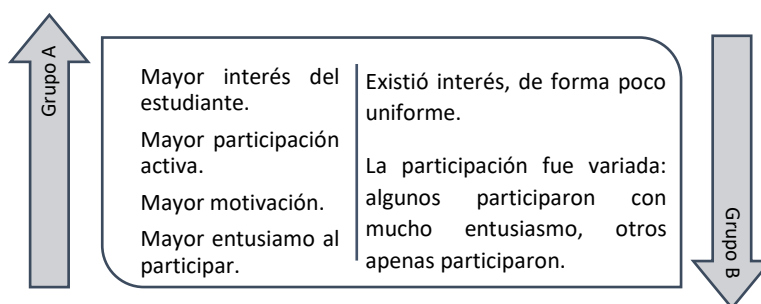 Grupo A
Mayor interés del
estudiante.
Mayor participación
activa.
Mayor motivación.
Mayor entusiamo al
participar.
Existió interés, de forma poco
uniforme.
La participación fue variada:
algunos participaron con
mucho entusiasmo, otros
apenas participaron.
Grupo B